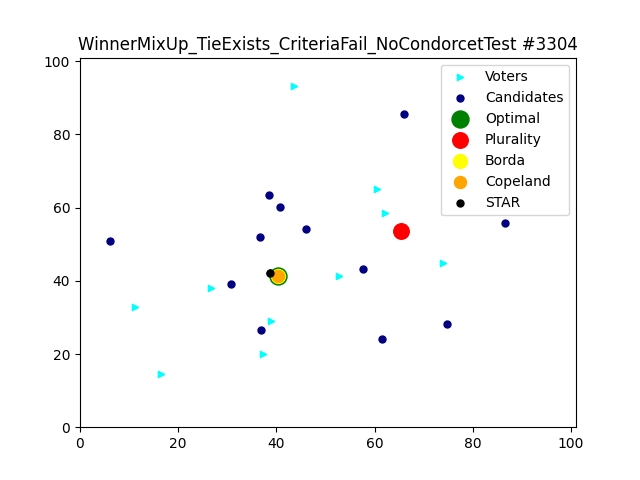 WinnerMixUp_TieExists_CriteriaFail_NoCondorcetTest #3304
100
80
60
40
20
0
Voters
Candidates
Optimal
Plurality
Borda
Copeland
STAR
0 20 40 60 80 100